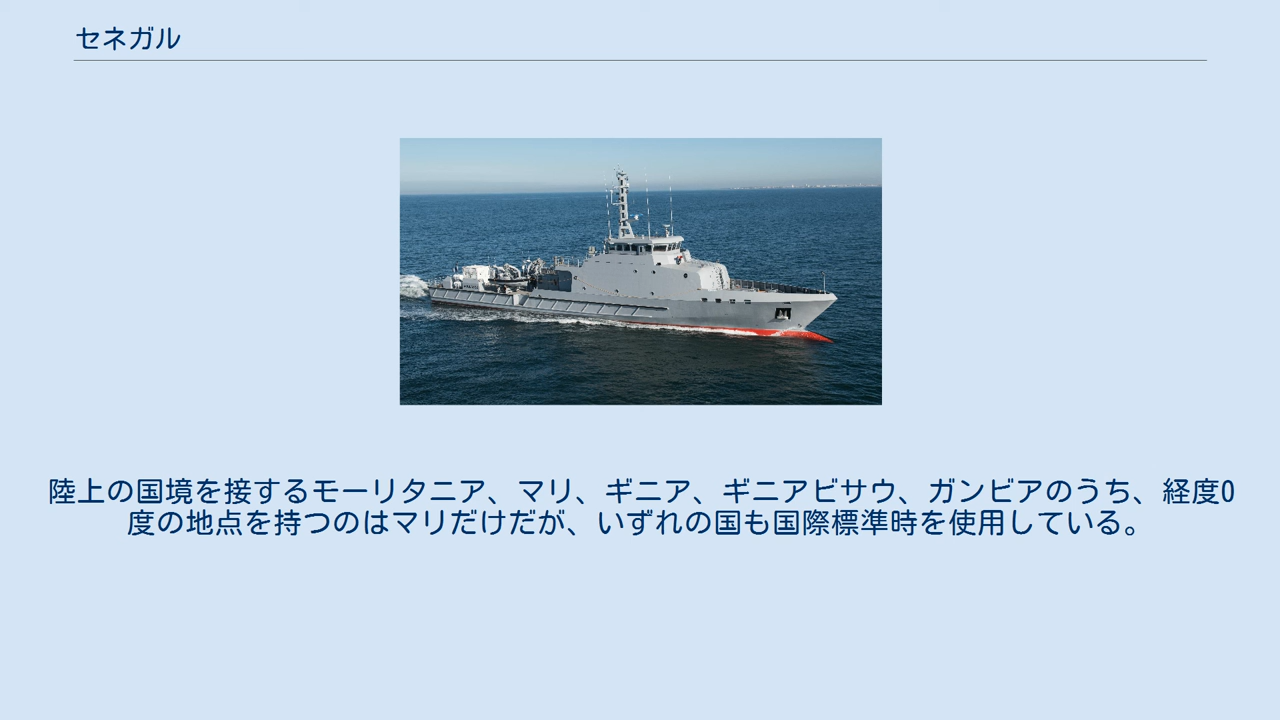 セネガル
陸上の国境を接するモーリタニア、マリ、ギニア、ギニアビサウ、ガンビアのうち、経度0
度の地点を持つのはマリだけだが、いずれの国も国際標準時を使用している。